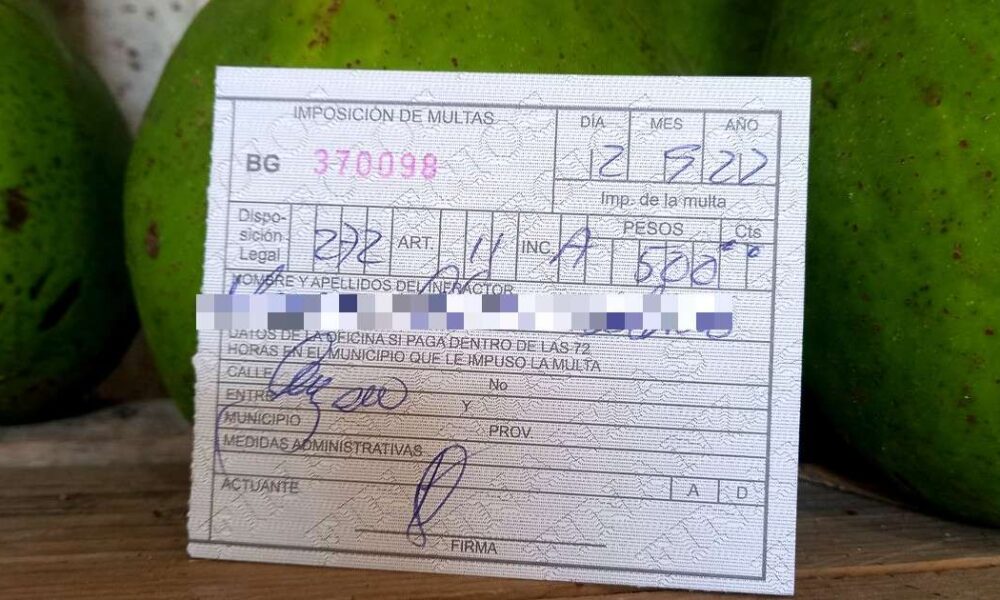 IMPOSICIÓN DE MULTAS
DÍA MES AÑO
BG 370098
12 5 22
Imp. de la multa
Dispo-
sición
Legal
272 ART. 11 INC. A
PESOS Cts
500 00
NOMBRE Y APELLIDOS DEL INFRACTOR
DATOS DE LA OFICINA SI PAGA DENTRO DE LAS 72
HORAS EN EL MUNICIPIO QUE LE IMPUSO LA MULTA
CALLE No
ENTRE Y
MUNICIPIO PROV.
MEDIDAS ADMINISTRATIVAS
ACTUANTE A D
FIRMA